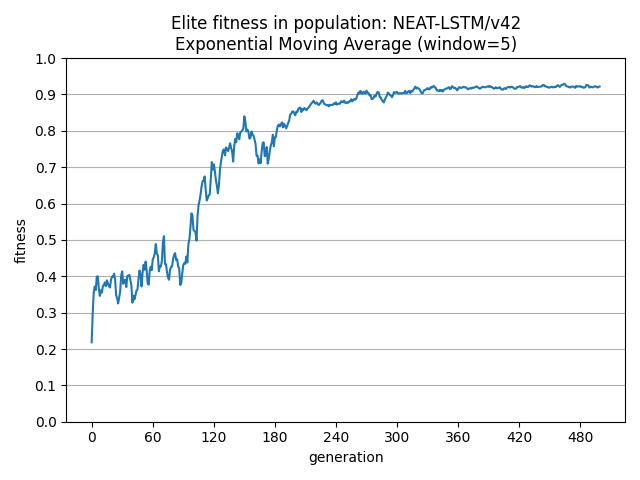 Elite fitness in population: NEAT-LSTM/v42
Exponential Moving Average (window=5)
1.0
0.9
0.8
0.7
0.6
0.5
0.4
0.3
0.2
0.1
0.0
fitness
0 60 120 180 240 300 360 420 480
generation